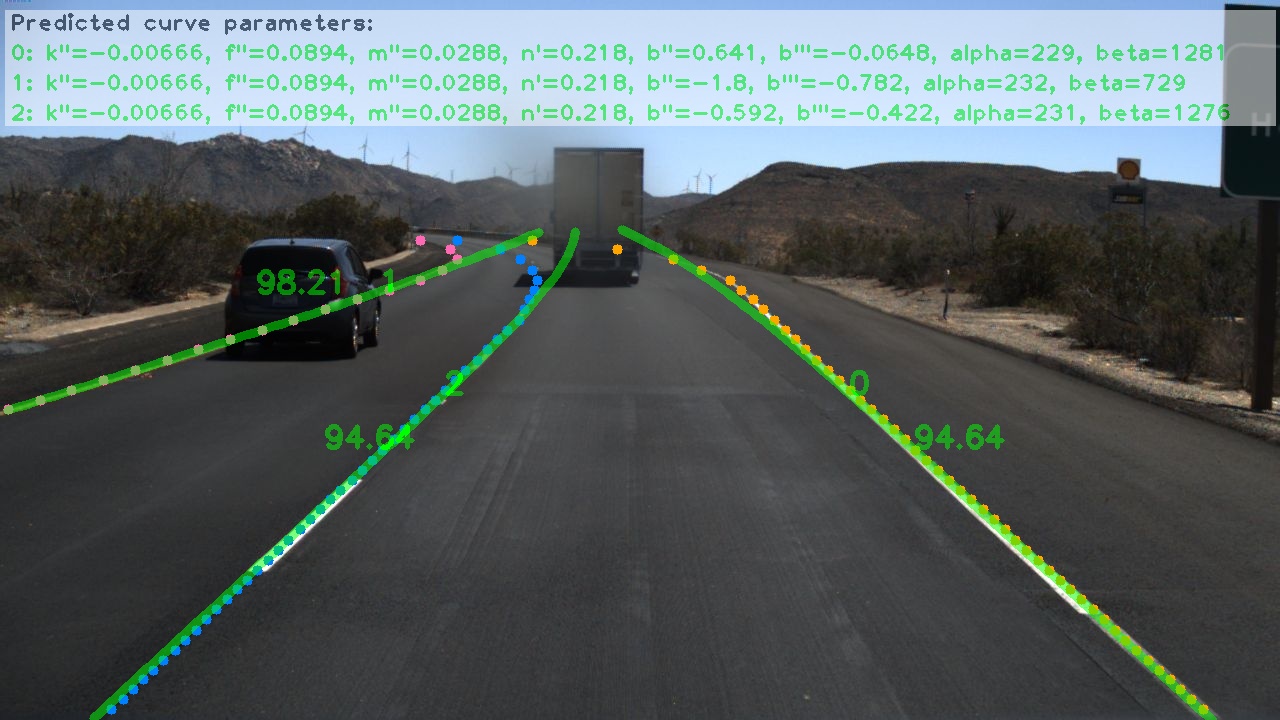 Predicted curve parameters:
0: k''=-0.00666, f''=0.0894, m''=0.0288, n'=0.218, b''=0.641, b'''=-0.0648, alpha=229, beta=1281
1: k''=-0.00666, f''=0.0894, m''=0.0288, n'=0.218, b''=-1.8, b'''=-0.782, alpha=232, beta=729
2: k''=-0.00666, f''=0.0894, m''=0.0288, n'=0.218, b''=-0.592, b'''=-0.422, alpha=231, beta=1276
H
98.21 1
2 0
94.64 94.64